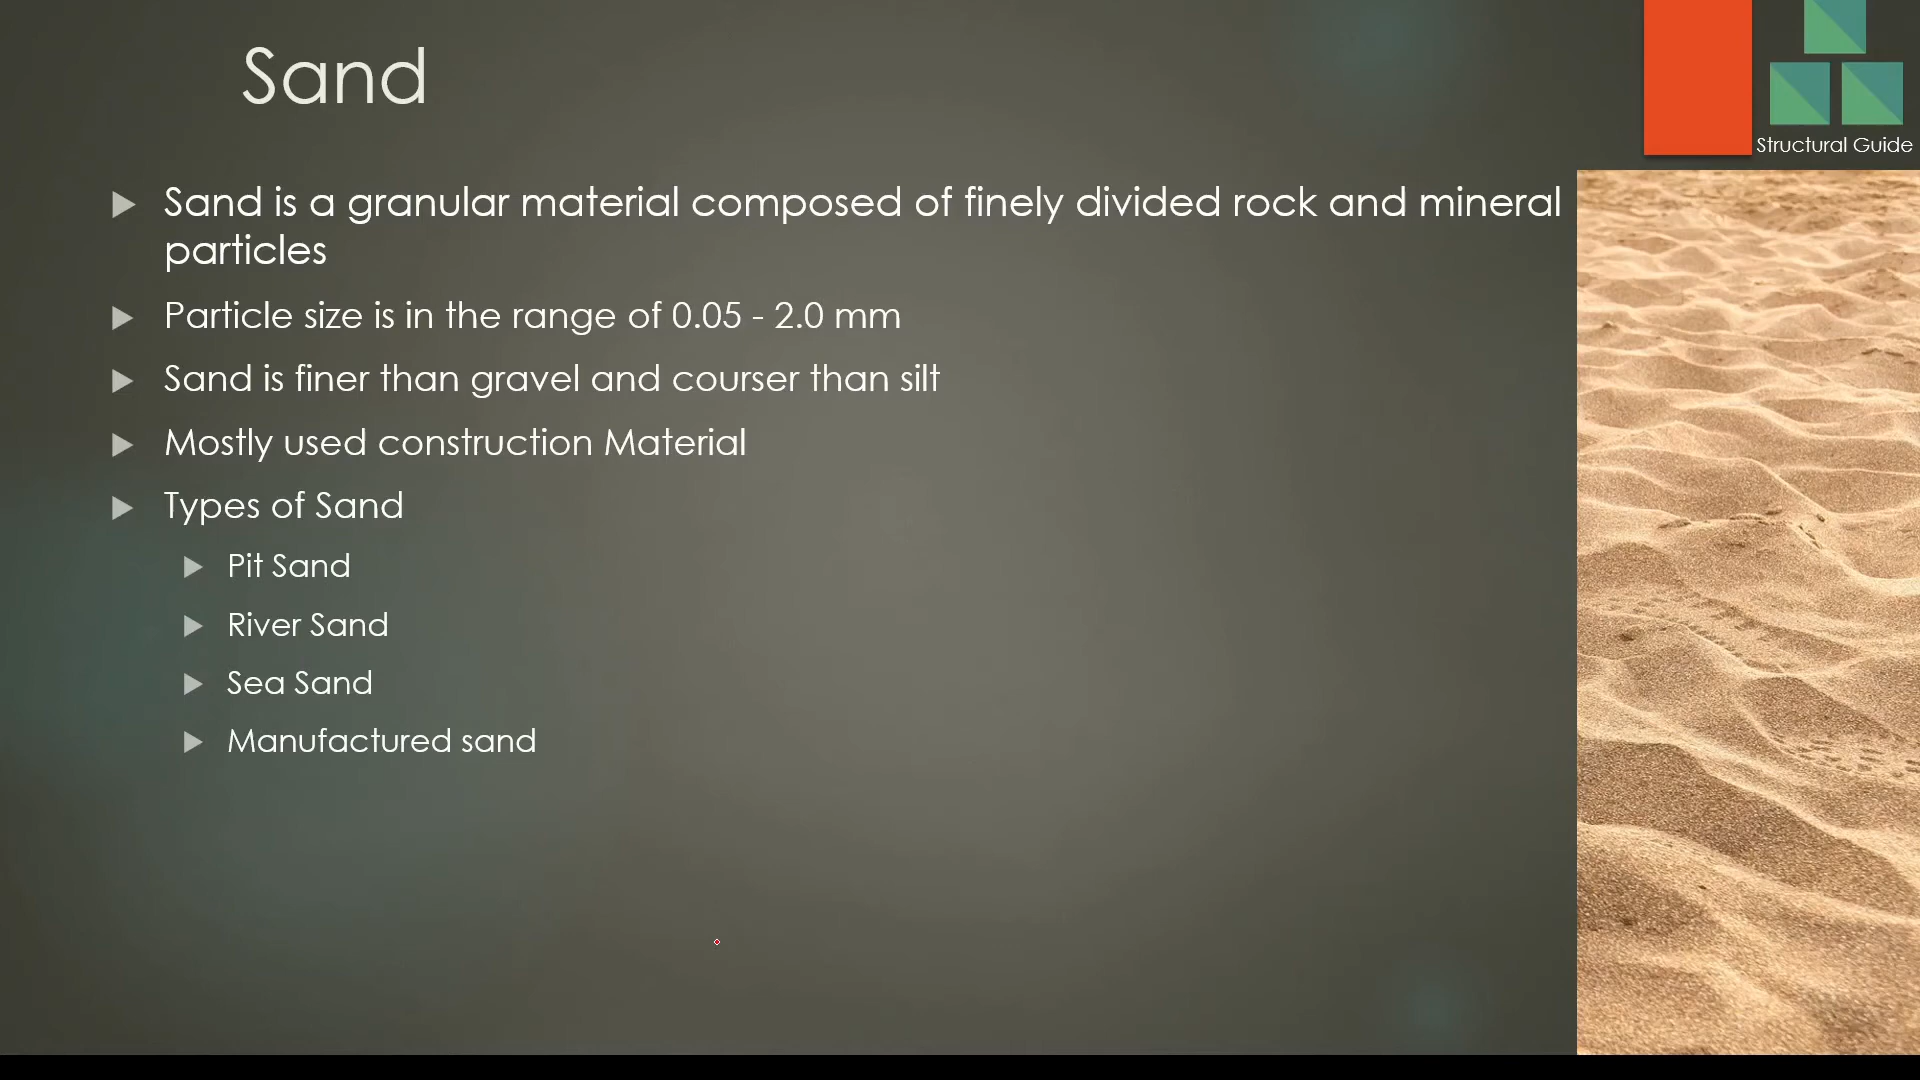 Sand
Structural Guide
Sand is a granular material composed of finely divided rock and mineral
particles
Particle size is in the range of 0.05 - 2.0 mm
Sand is finer than gravel and courser than silt
Mostly used construction Material
Types of Sand
Pit Sand
River Sand
Sea Sand
Manufactured sand